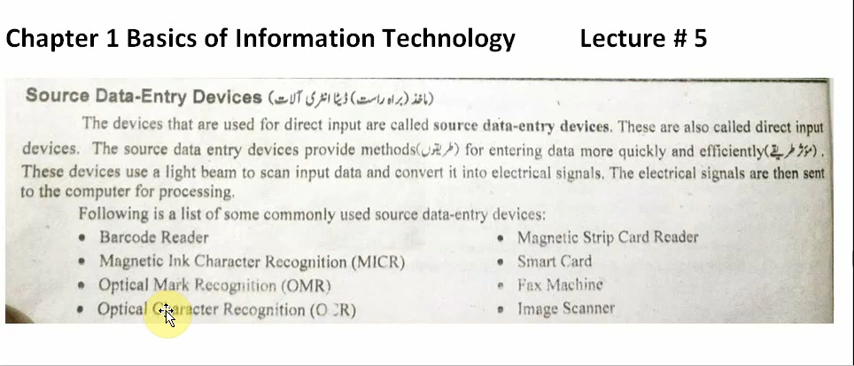 Chapter 1 Basics of Information Technology Lecture # 5
Source Data-Entry Devices (ماخذ (براہ راست) ڈیٹا انٹری آلات)
The devices that are used for direct input are called source data-entry devices. These are also called direct input
devices. The source data entry devices provide methods(طریقوں) for entering data more quickly and efficiently(مؤثر طریقے).
These devices use a light beam to scan input data and convert it into electrical signals. The electrical signals are then sent
to the computer for processing.
Following is a list of some commonly used source data-entry devices:
• Barcode Reader
• Magnetic Ink Character Recognition (MICR)
• Optical Mark Recognition (OMR)
• Optical Character Recognition (OCR)
• Magnetic Strip Card Reader
• Smart Card
• Fax Machine
• Image Scanner